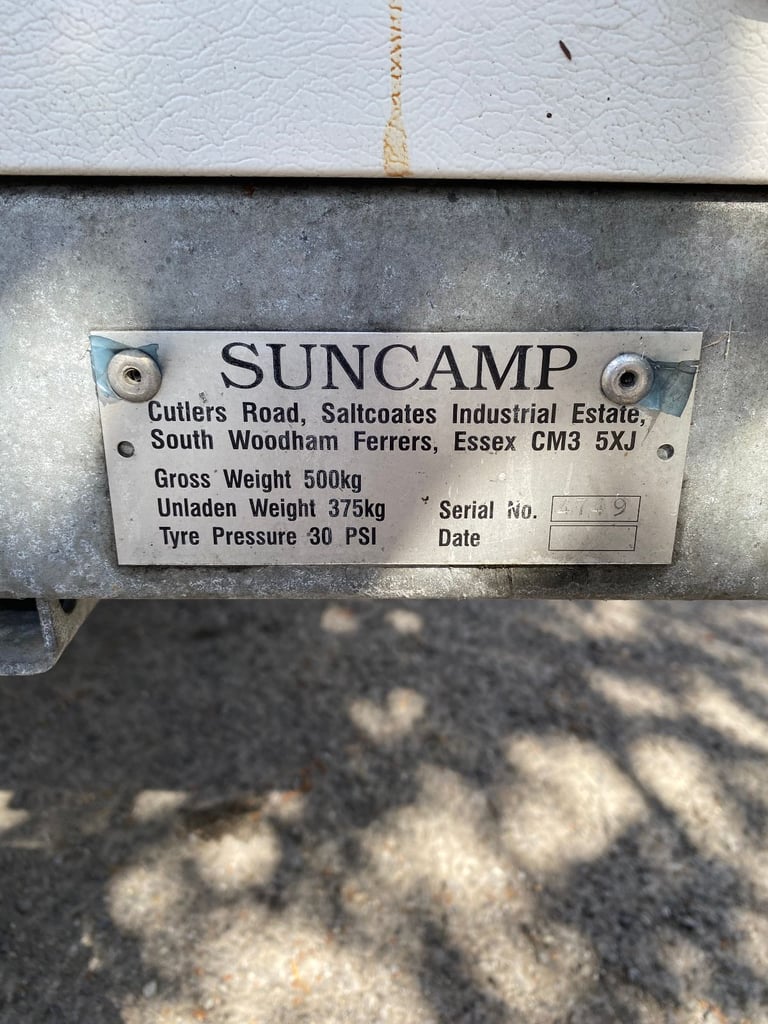 SUNCAMP
Cutlers Road, Saltcoates Industrial Estate,
South Woodham Ferrers, Essex CM3 5XJ
Gross Weight 500kg
Unladen Weight 375kg
Tyre Pressure 30 PSI
Serial No.
Date